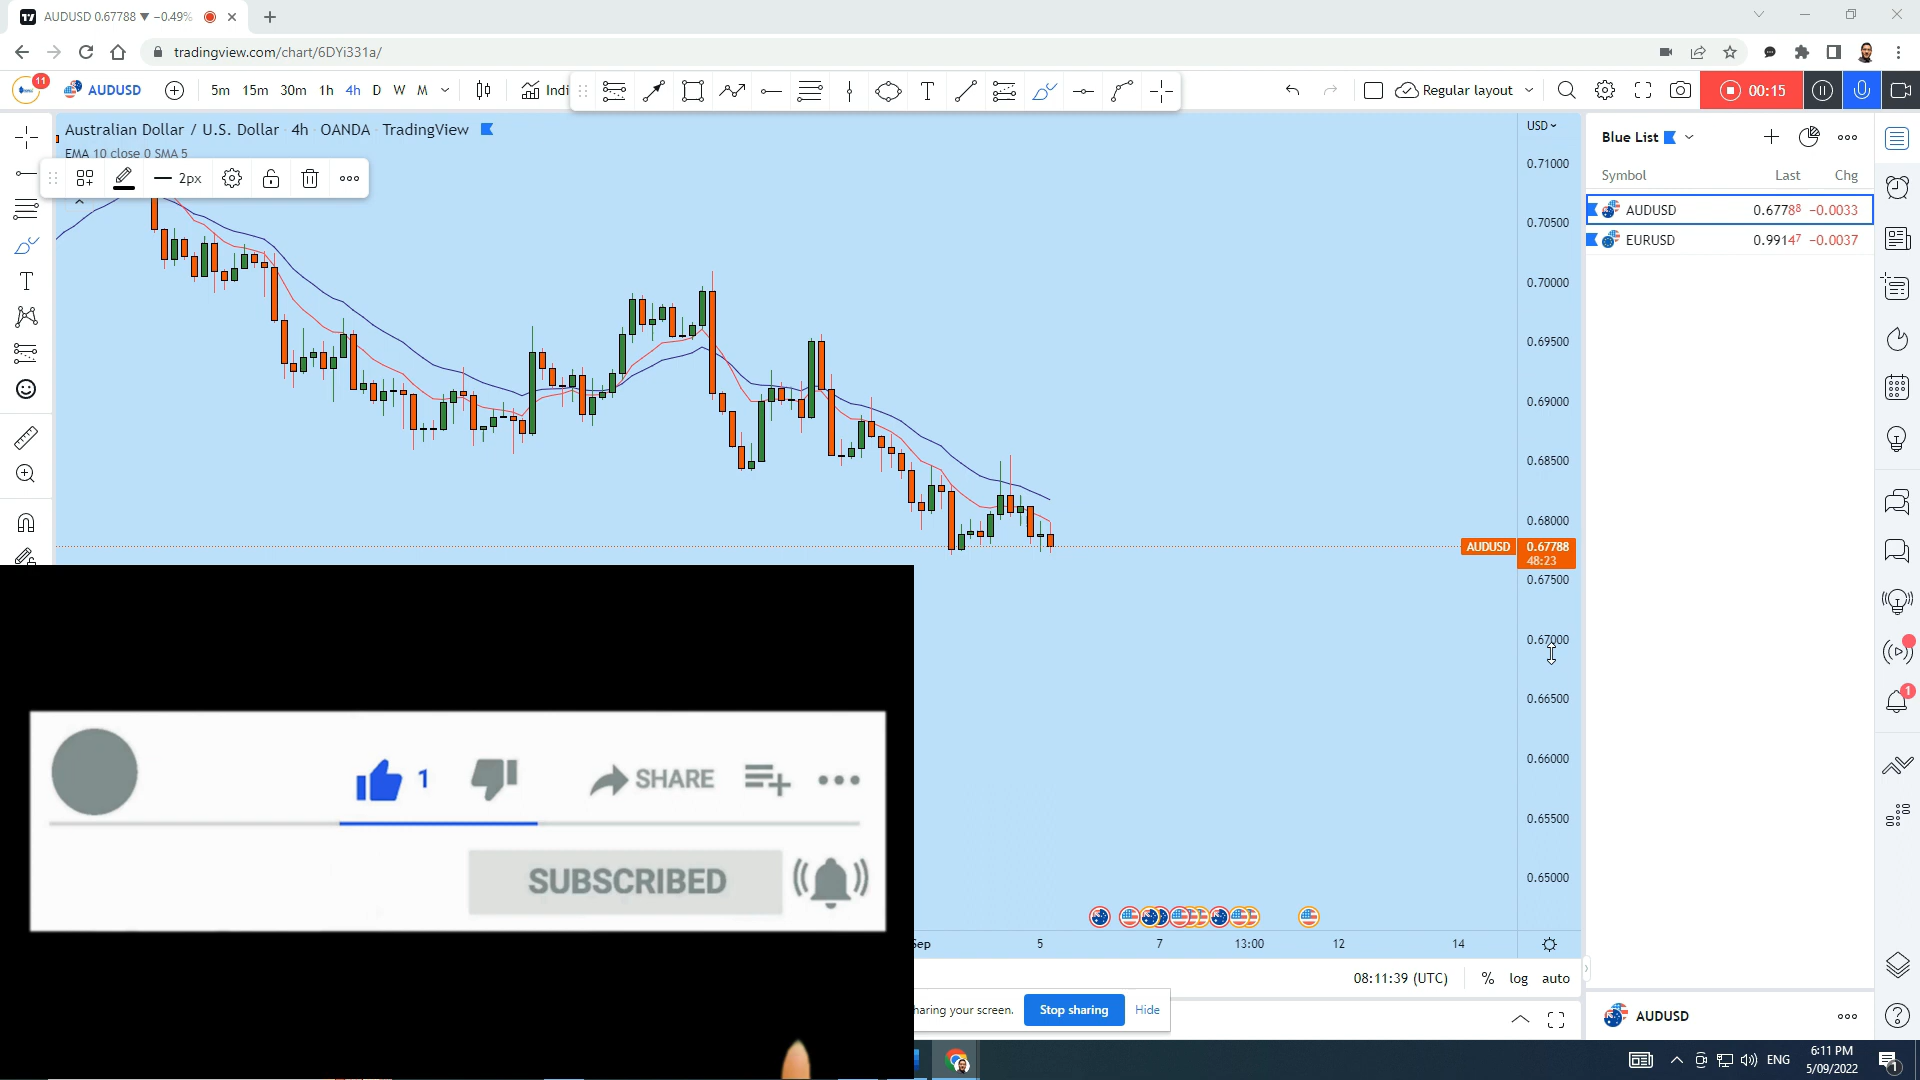 AUDUSD 0.67788 ▼ −0.49%
tradingview.com/chart/6DYi331a/
11
AUDUSD
5m 15m 30m 1h 4h D W M
Indi
Regular layout
00:15
Australian Dollar / U.S. Dollar 4h OANDA TradingView
EMA 10 close 0 SMA 5
2px
USD
0.71000
0.70500
0.70000
0.69500
0.69000
0.68500
0.68000
AUDUSD 0.67788
48:23
0.67500
0.67000
0.66500
0.66000
0.65500
0.65000
Blue List
Symbol Last Chg
AUDUSD 0.67788 −0.0033
EURUSD 0.99147 −0.0037
1
1 SHARE
SUBSCRIBED
Sep 5 7 13:00 12 14
08:11:39 (UTC) % log auto
haring your screen. Stop sharing Hide
AUDUSD
ENG
6:11 PM
5/09/2022
1